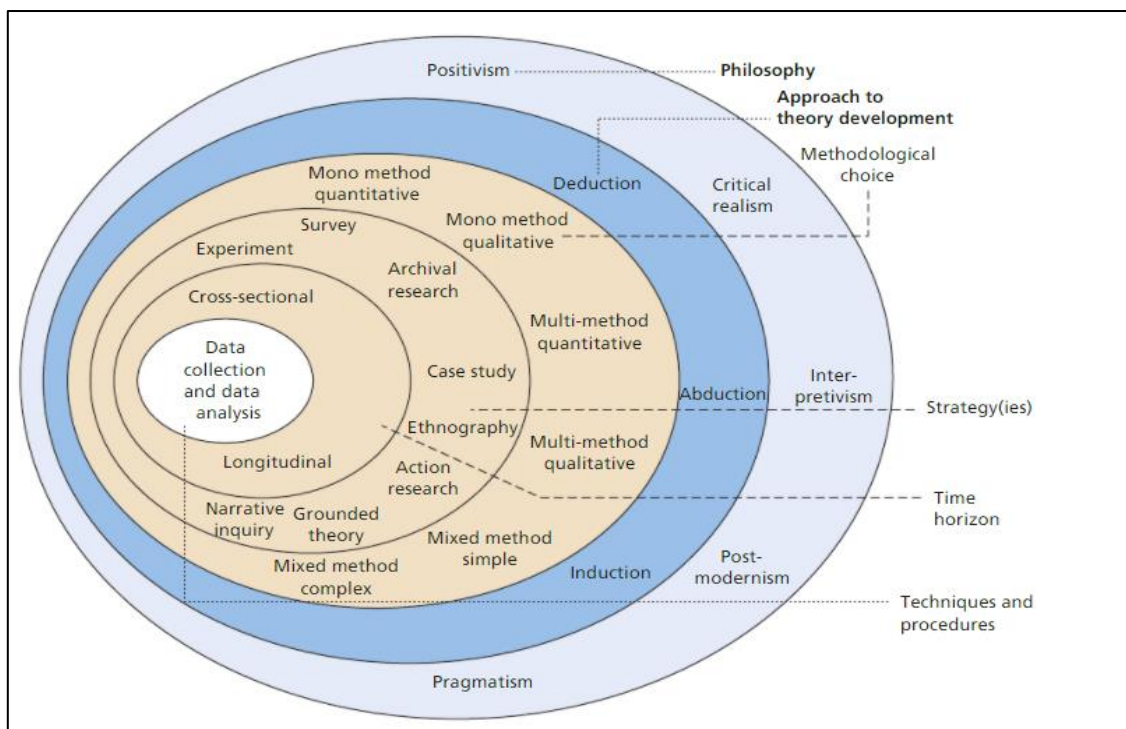 Positivism
Philosophy
Approach to
theory development
Methodological
choice
Mono method
quantitative
Deduction
Critical
realism
Survey
Mono method
qualitative
Experiment
Archival
research
Cross-sectional
Multi-method
quantitative
Data
collection
and data
analysis
Case study
Abduction
Inter-
pretivism
Strategy(ies)
Ethnography
Multi-method
qualitative
Longitudinal
Action
research
Time
horizon
Narrative
inquiry
Grounded
theory
Mixed method
simple
Mixed method
complex
Induction
Post-
modernism
Techniques and
procedures
Pragmatism